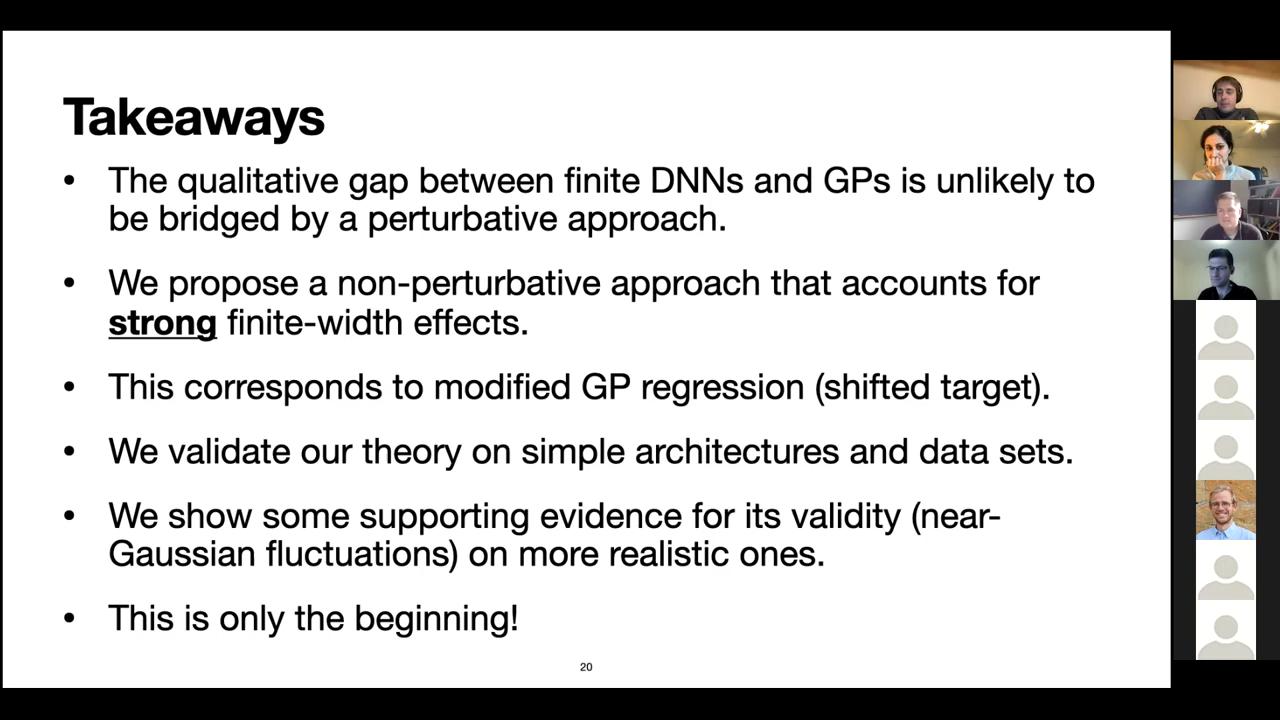 Takeaways
• The qualitative gap between finite DNNs and GPs is unlikely to
be bridged by a perturbative approach.
• We propose a non-perturbative approach that accounts for
strong finite-width effects.
• This corresponds to modified GP regression (shifted target).
• We validate our theory on simple architectures and data sets.
• We show some supporting evidence for its validity (near-
Gaussian fluctuations) on more realistic ones.
• This is only the beginning!
20